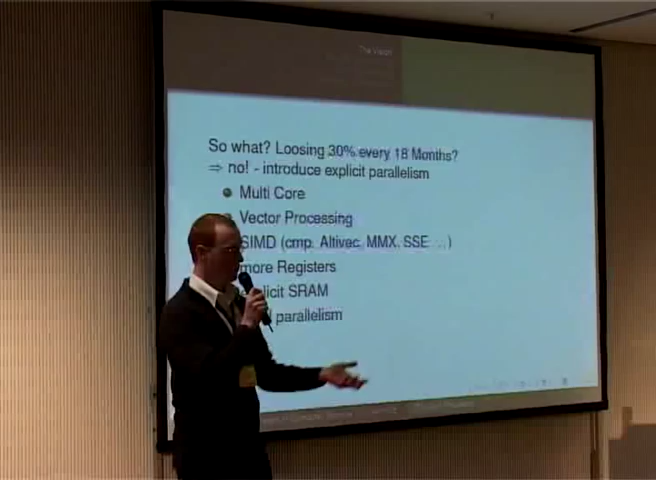 The Vision
So what? Loosing 30% every 18 Months?
⇒ no! - introduce explicit parallelism
Multi Core
Vector Processing
SIMD (cmp. Altivec, MMX, SSE ...)
more Registers
SRAM
parallelism